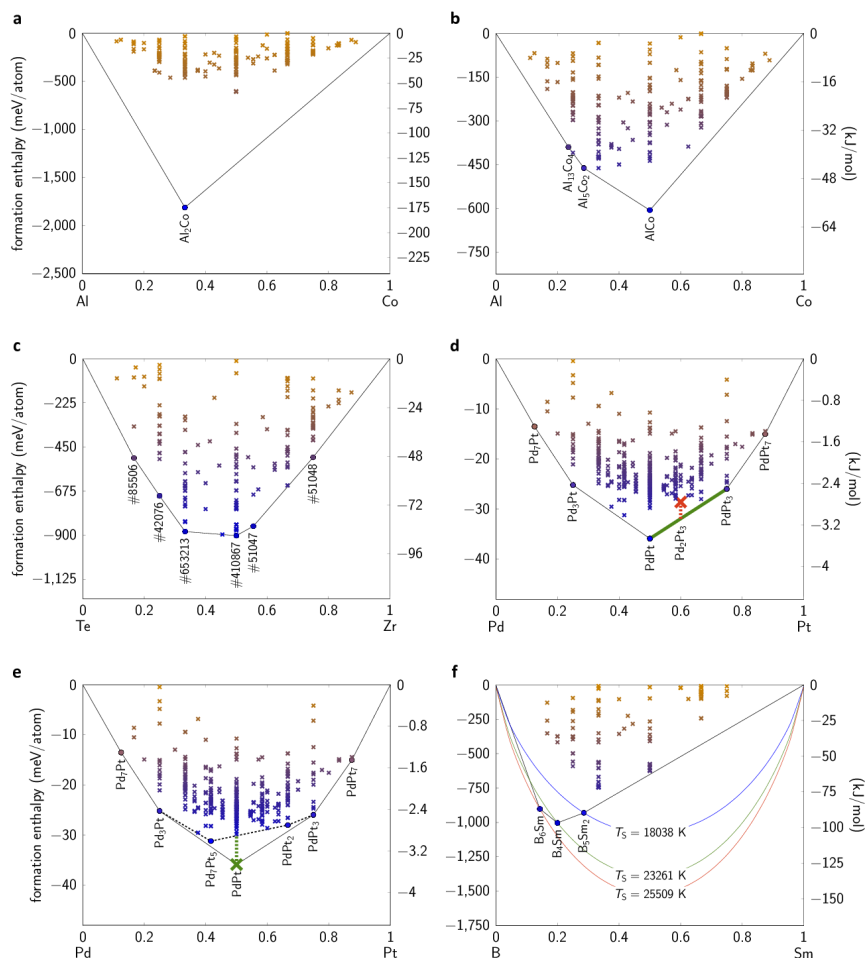 a
formation enthalpy (meV/atom)
0
−500
−1,000
−1,500
−2,000
−2,500
0
−25
−50
−75
−100
−125
−150
−175
−200
−225
Al2Co
0
0.2
0.4
0.6
0.8
1
Al
Co
b
0
−150
−300
−450
−600
−750
0
−16
−32
−48
−64
(kJ/mol)
Al13Co4
Al5Co2
AlCo
0
0.2
0.4
0.6
0.8
1
Al
Co
c
formation enthalpy (meV/atom)
0
−225
−450
−675
−900
−1,125
0
−24
−48
−72
−96
#85506
#42076
#653213
#410867
#51047
#51048
0
0.2
0.4
0.6
0.8
1
Te
Zr
d
0
−10
−20
−30
−40
0
−0.8
−1.6
−2.4
−3.2
−4
(kJ/mol)
Pd7Pt
Pd3Pt
PdPt
Pd2Pt3
PdPt3
PdPt7
0
0.2
0.4
0.6
0.8
1
Pd
Pt
e
formation enthalpy (meV/atom)
0
−10
−20
−30
−40
0
−0.8
−1.6
−2.4
−3.2
−4
Pd7Pt
Pd3Pt
Pd7Pt5
PdPt
PdPt2
PdPt3
PdPt7
0
0.2
0.4
0.6
0.8
1
Pd
Pt
f
0
−250
−500
−750
−1,000
−1,250
−1,500
−1,750
0
−25
−50
−75
−100
−125
−150
(kJ/mol)
B6Sm
B4Sm
B5Sm2
TS = 18038 K
TS = 23261 K
TS = 25509 K
0
0.2
0.4
0.6
0.8
1
B
Sm